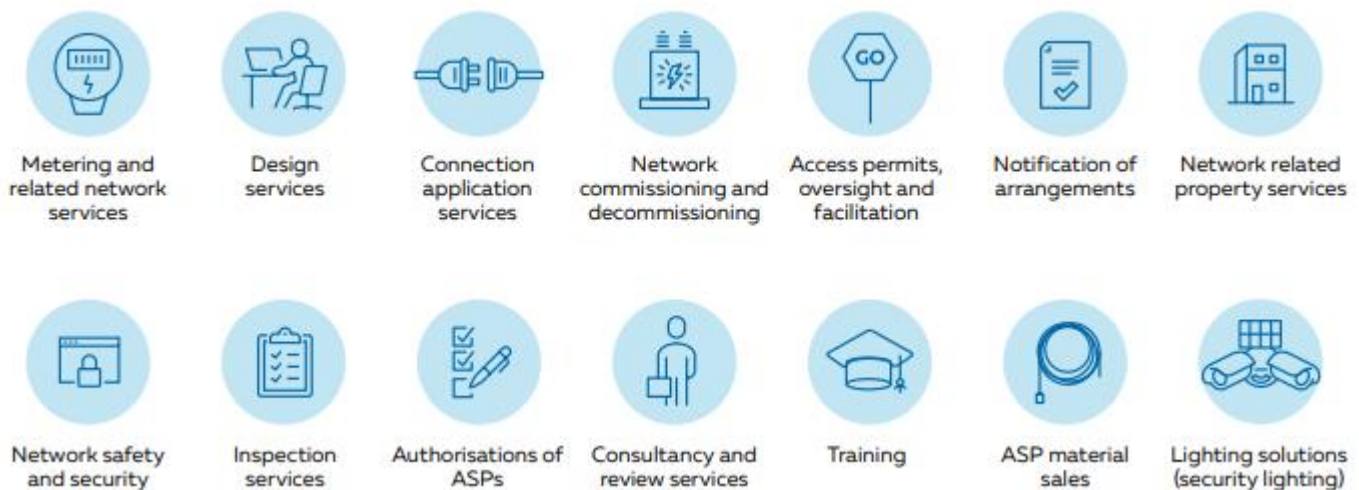 GO
Metering and
related network
services
Design
services
Connection
application
services
Network
commissioning and
decommissioning
Access permits,
oversight and
facilitation
Notification of
arrangements
Network related
property services
Network safety
and security
Inspection
services
Authorisations of
ASPs
Consultancy and
review services
Training
ASP material
sales
Lighting solutions
(security lighting)